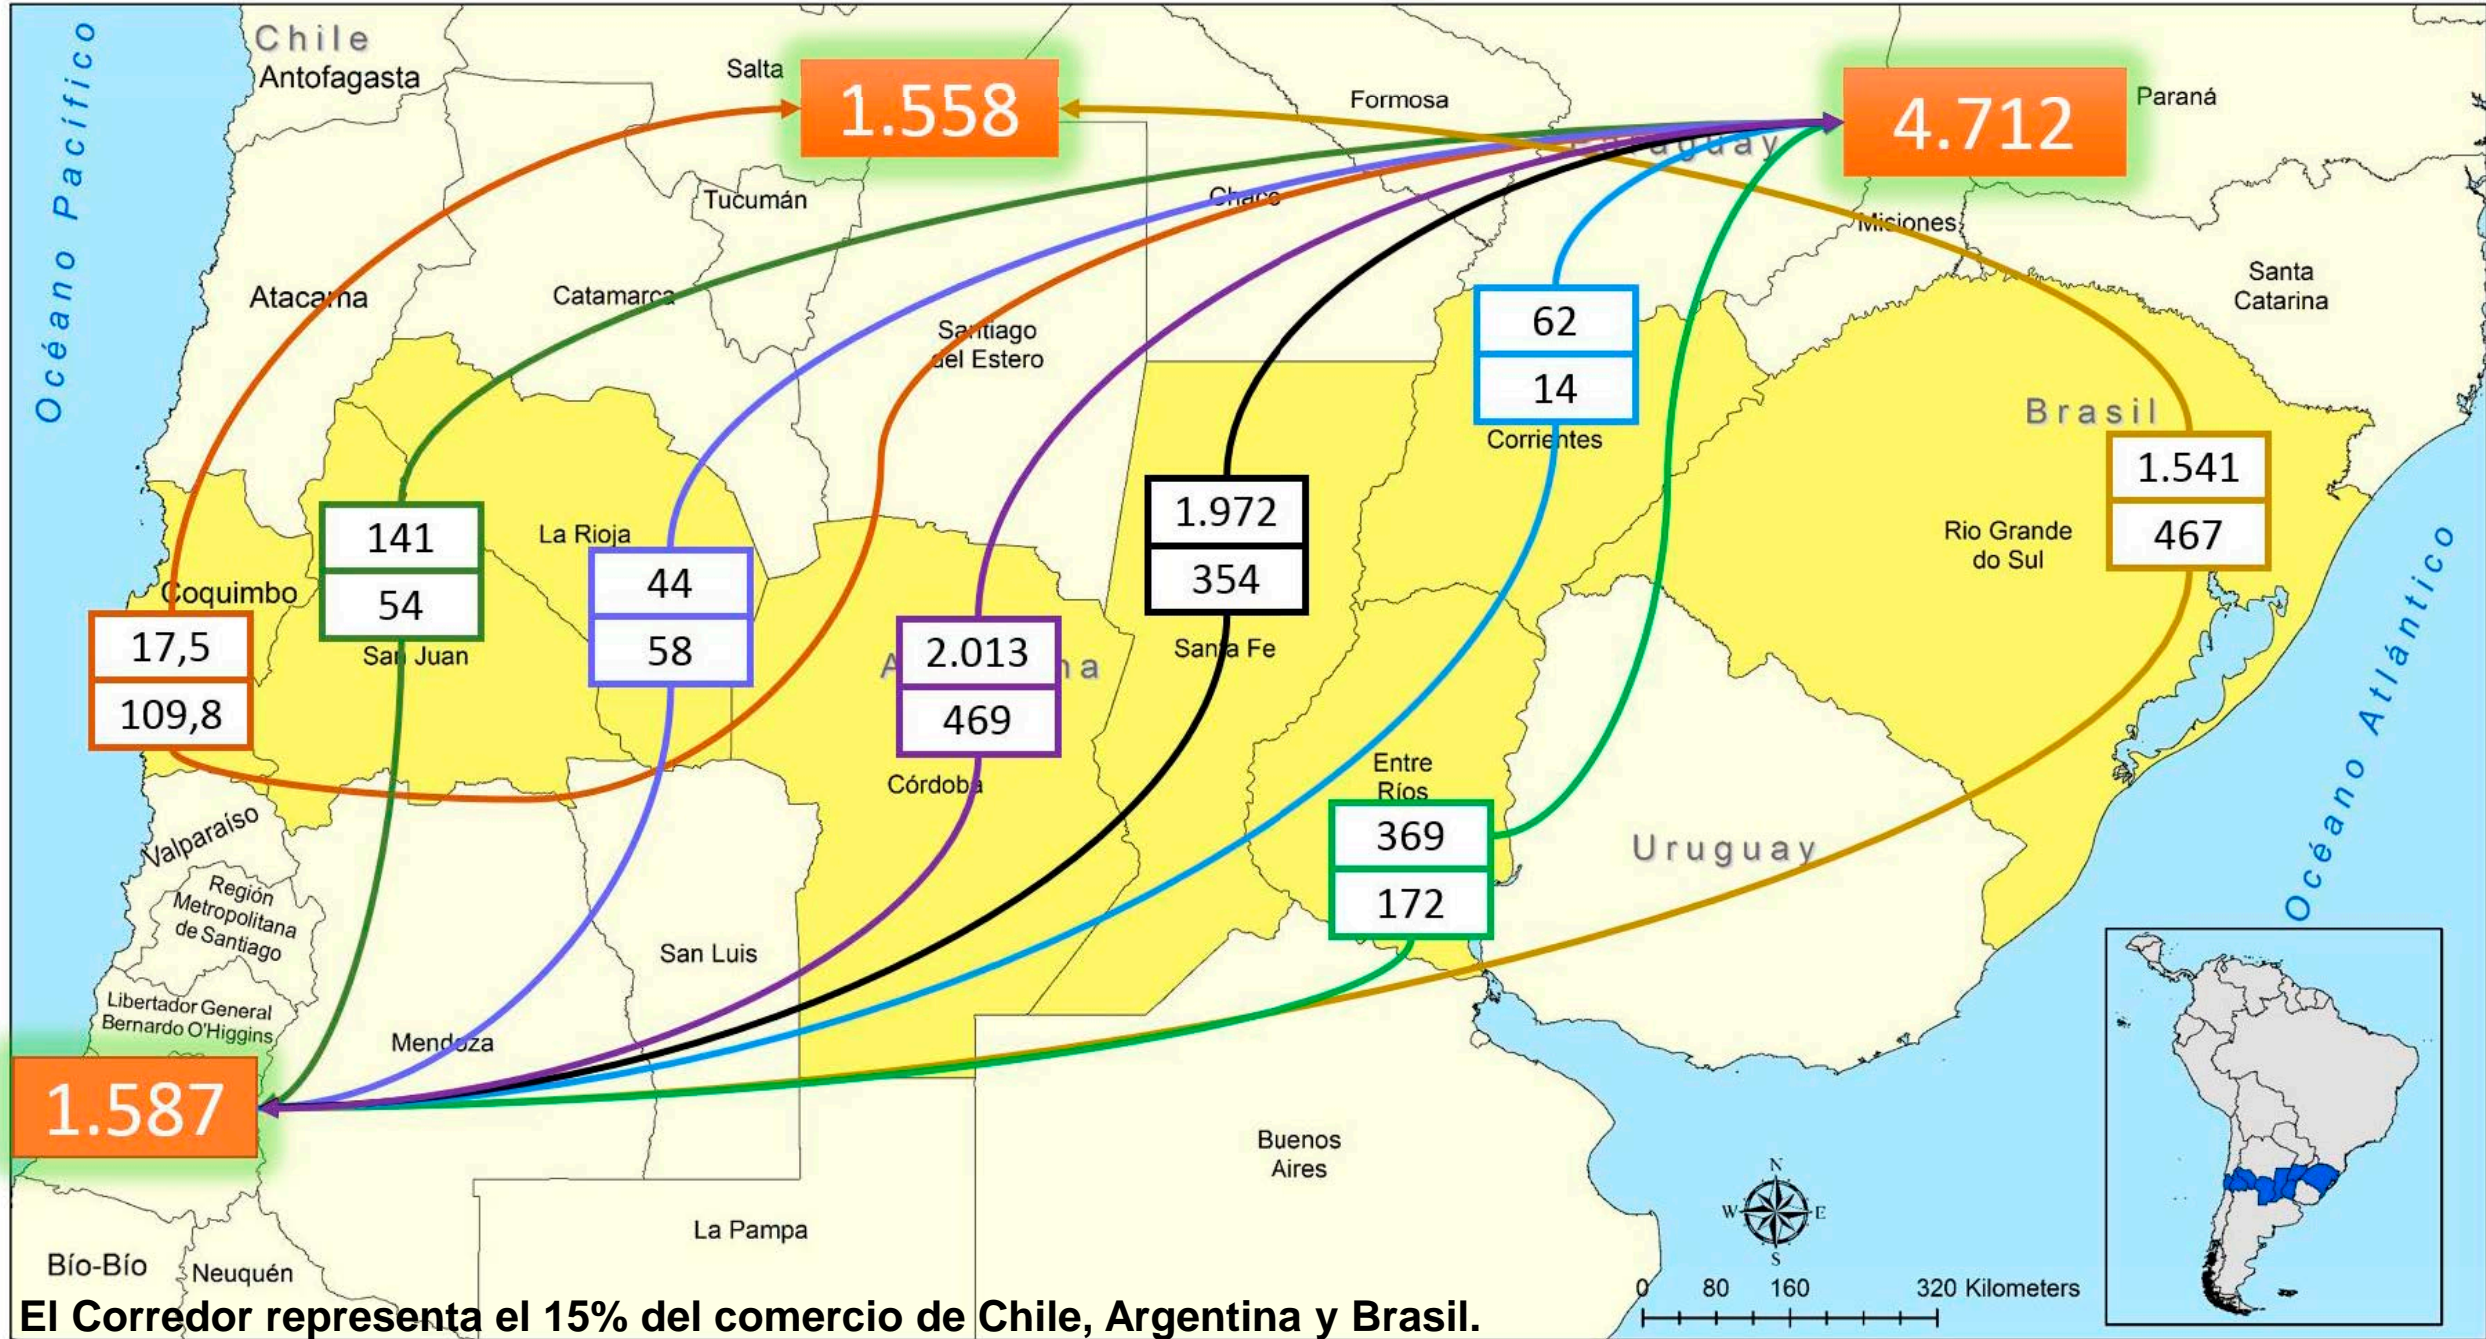 Océano Pacífico
Chile
Antofagasta
Salta
1.558
Formosa
4.712
Paraná
Tucumán
Chaco
Misiones
Atacama
Catamarca
Santiago
del Estero
Santa
Catarina
62
14
Corrientes
Brasil
1.541
467
Rio Grande
do Sul
141
54
San Juan
La Rioja
44
58
1.972
354
Santa Fe
Coquimbo
17,5
109,8
2.013
469
Córdoba
Entre
Ríos
369
172
Uruguay
Océano Atlántico
Valparaíso
Región
Metropolitana
de Santiago
San Luis
Libertador General
Bernardo O'Higgins
Mendoza
1.587
Buenos
Aires
La Pampa
Bío-Bío
Neuquén
N
W
E
S
0 80 160 320 Kilometers
El Corredor representa el 15% del comercio de Chile, Argentina y Brasil.